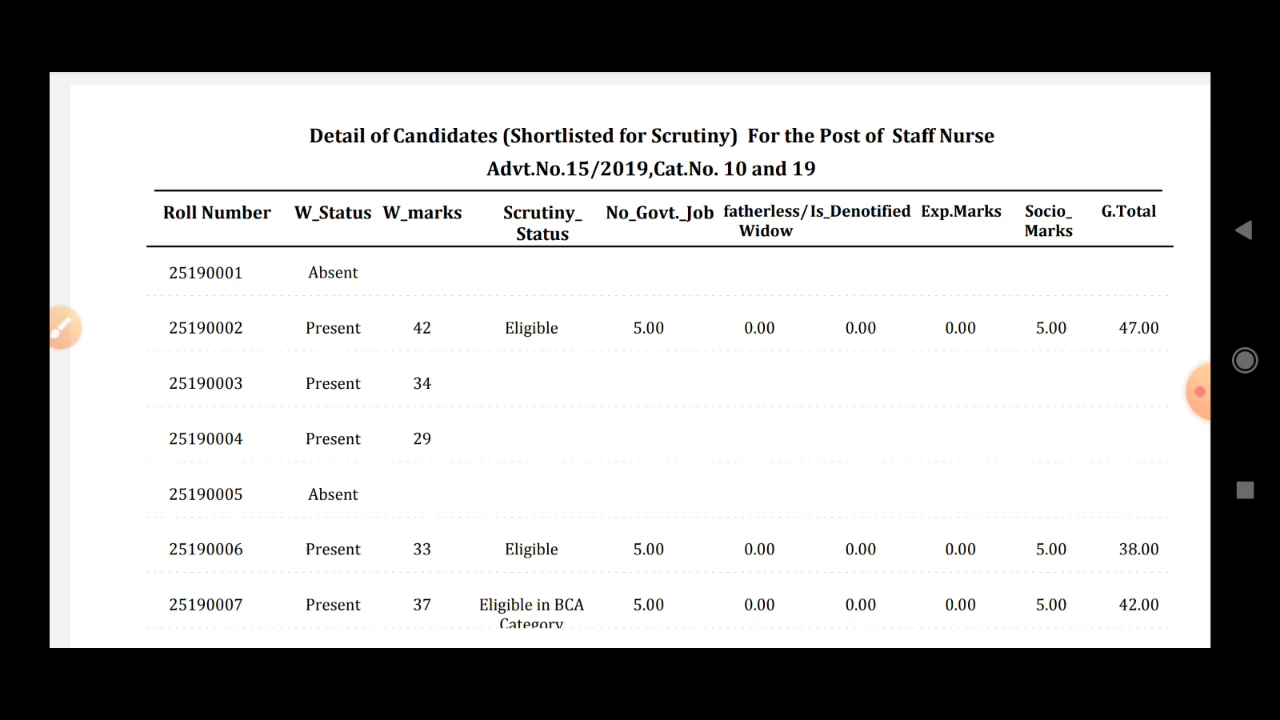 Detail of Candidates (Shortlisted for Scrutiny) For the Post of Staff Nurse
Advt.No.15/2019,Cat.No. 10 and 19
Roll Number W_Status W_marks Scrutiny_ Status No_Govt._Job fatherless/ Widow Is_Denotified Exp.Marks Socio_ Marks G.Total
25190001 Absent
25190002 Present 42 Eligible 5.00 0.00 0.00 0.00 5.00 47.00
25190003 Present 34
25190004 Present 29
25190005 Absent
25190006 Present 33 Eligible 5.00 0.00 0.00 0.00 5.00 38.00
25190007 Present 37 Eligible in BCA 5.00 0.00 0.00 0.00 5.00 42.00
Category